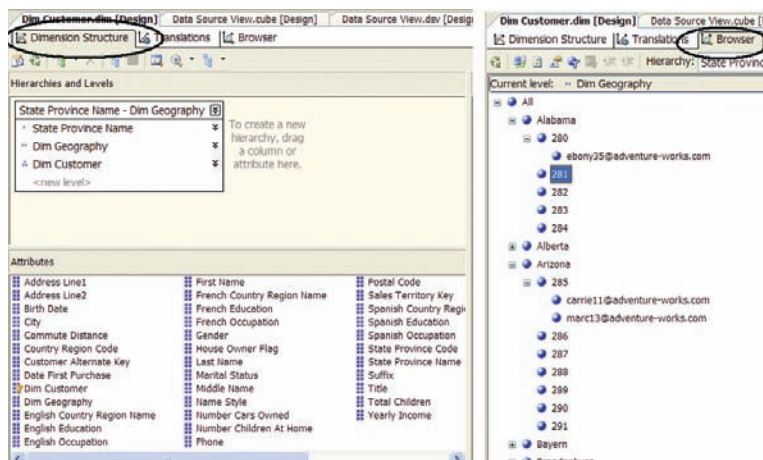 Dim Customer.dim [Design] Data Source View.cube [Design] Data Source View.dsv [Desig
Dimension Structure Translations Browser
Hierarchies and Levels
State Province Name - Dim Geography
State Province Name
Dim Geography
Dim Customer
<new level>
To create a new
hierarchy, drag
a column or
attribute here.
Attributes
Address Line1
Address Line2
Birth Date
City
Commute Distance
Country Region Code
Customer Alternate Key
Date First Purchase
Dim Customer
Dim Geography
English Country Region Name
English Education
English Occupation
First Name
French Country Region Name
French Education
French Occupation
Gender
House Owner Flag
Last Name
Marital Status
Middle Name
Name Style
Number Cars Owned
Number Children At Home
Phone
Postal Code
Sales Territory Key
Spanish Country Regi
Spanish Education
Spanish Occupation
State Province Code
State Province Name
Suffix
Title
Total Children
Yearly Income
Dim Customer.dim [Design] Data Source View.cube [
Dimension Structure Translations Browser
Hierarchy: State Provinc
Current level: Dim Geography
All
Alabama
280
ebony35@adventure-works.com
281
282
283
284
Alberta
Arizona
285
carrie11@adventure-works.com
marc13@adventure-works.com
286
287
288
289
290
291
Bayern